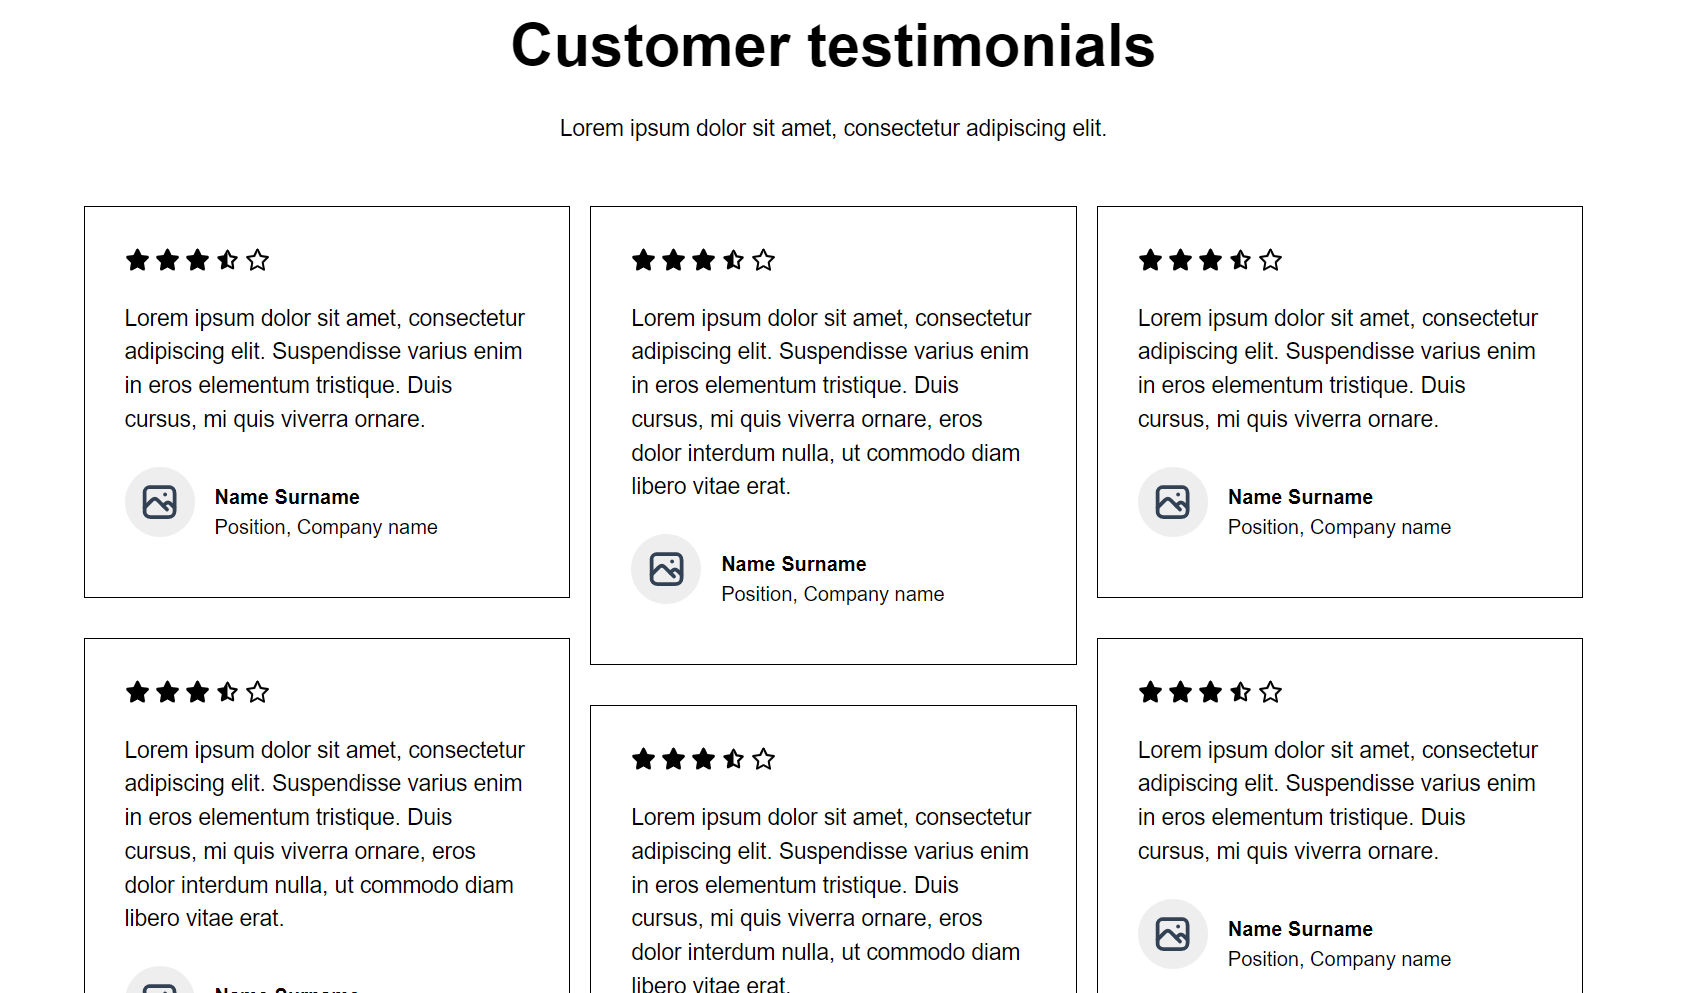 Customer testimonials
Lorem ipsum dolor sit amet, consectetur adipiscing elit.
Lorem ipsum dolor sit amet, consectetur
adipiscing elit. Suspendisse varius enim
in eros elementum tristique. Duis
cursus, mi quis viverra ornare.
Name Surname
Position, Company name
Lorem ipsum dolor sit amet, consectetur
adipiscing elit. Suspendisse varius enim
in eros elementum tristique. Duis
cursus, mi quis viverra ornare, eros
dolor interdum nulla, ut commodo diam
libero vitae erat.
Name Surname
Position, Company name
Lorem ipsum dolor sit amet, consectetur
adipiscing elit. Suspendisse varius enim
in eros elementum tristique. Duis
cursus, mi quis viverra ornare.
Name Surname
Position, Company name
Lorem ipsum dolor sit amet, consectetur
adipiscing elit. Suspendisse varius enim
in eros elementum tristique. Duis
cursus, mi quis viverra ornare, eros
dolor interdum nulla, ut commodo diam
libero vitae erat.
Lorem ipsum dolor sit amet, consectetur
adipiscing elit. Suspendisse varius enim
in eros elementum tristique. Duis
cursus, mi quis viverra ornare, eros
dolor interdum nulla, ut commodo diam
libero vitae erat.
Lorem ipsum dolor sit amet, consectetur
adipiscing elit. Suspendisse varius enim
in eros elementum tristique. Duis
cursus, mi quis viverra ornare.
Name Surname
Position, Company name